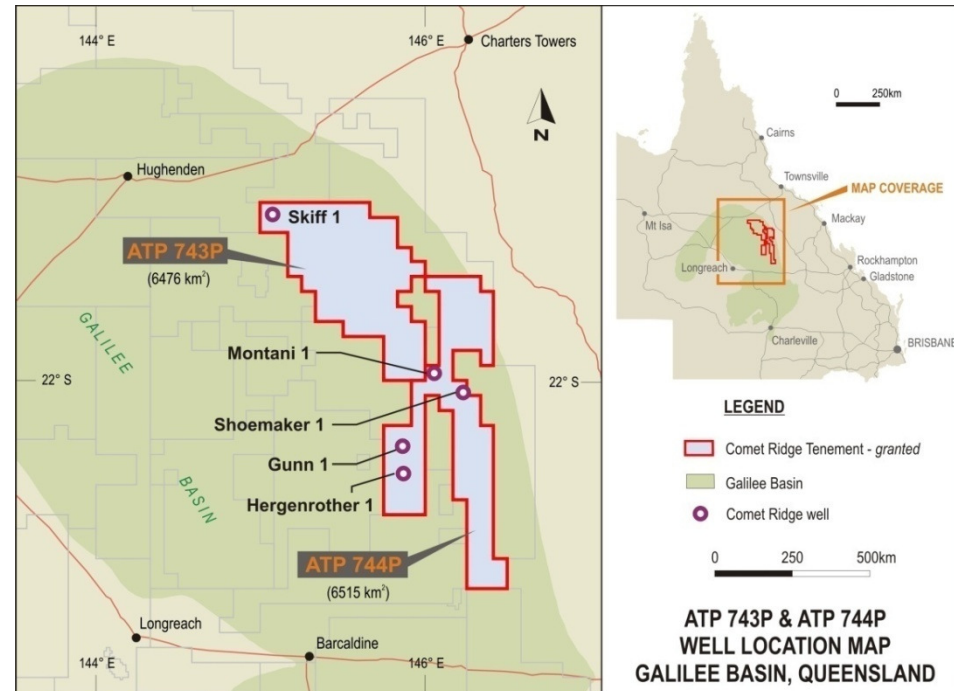 144° E
146° E
Charters Towers
N
Hughenden
Skiff 1
ATP 743P
(6476 km²)
GALILEE
BASIN
Montani 1
22° S
22° S
Shoemaker 1
Gunn 1
Hergenrother 1
ATP 744P
(6515 km²)
Longreach
Barcaldine
144° E
146° E
0 250km
Cairns
Townsville
MAP COVERAGE
Mt Isa
Mackay
Longreach
Rockhampton
Gladstone
Charleville
BRISBANE
LEGEND
Comet Ridge Tenement - granted
Galilee Basin
Comet Ridge well
0 250 500km
ATP 743P & ATP 744P
WELL LOCATION MAP
GALILEE BASIN, QUEENSLAND